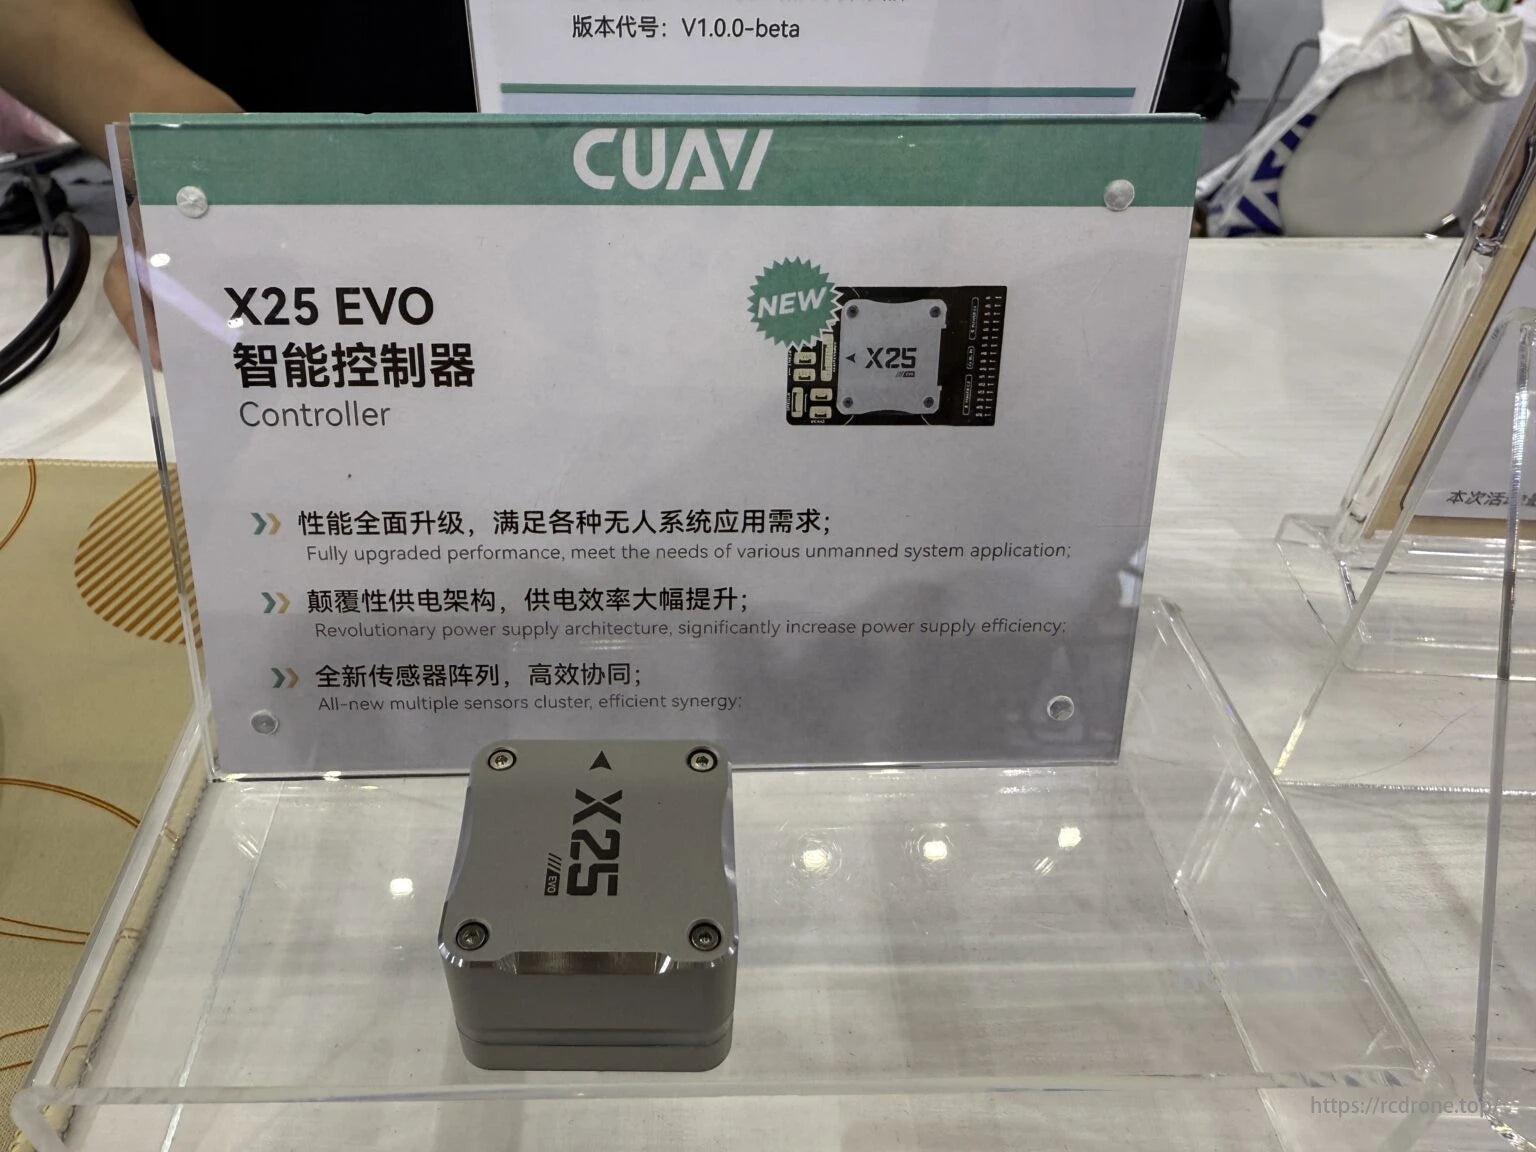 版本代号：V1.0.0-beta
CUAV
X25 EVO
智能控制器
Controller
NEW
X25
EVO
性能全面升级，满足各种无人系统应用需求；
Fully upgraded performance, meet the needs of various unmanned system application;
颠覆性供电架构，供电效率大幅提升；
Revolutionary power supply architecture, significantly increase power supply efficiency;
全新传感器阵列，高效协同；
All-new multiple sensors cluster, efficient synergy;
X25
EVO
本次活动
https://rcdrone.top/